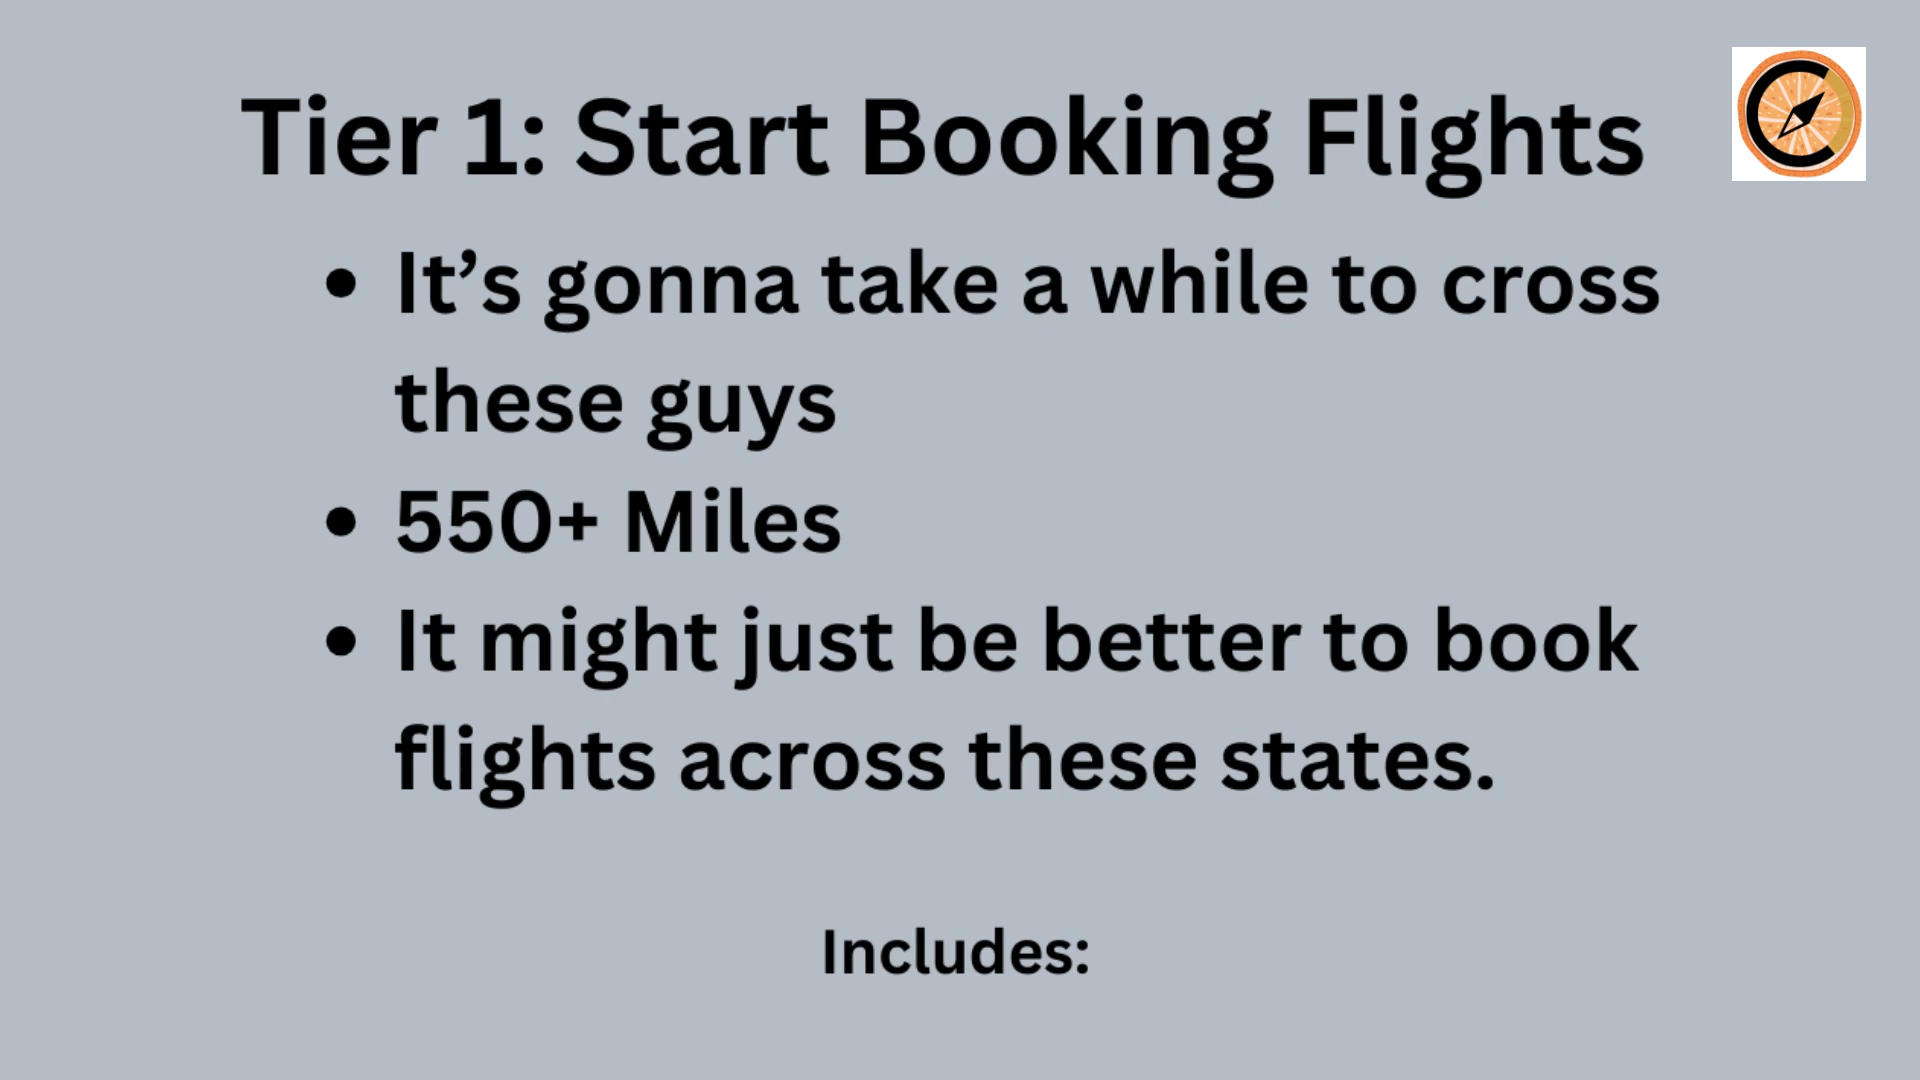 Tier 1: Start Booking Flights
• It’s gonna take a while to cross
these guys
• 550+ Miles
• It might just be better to book
flights across these states.
Includes: